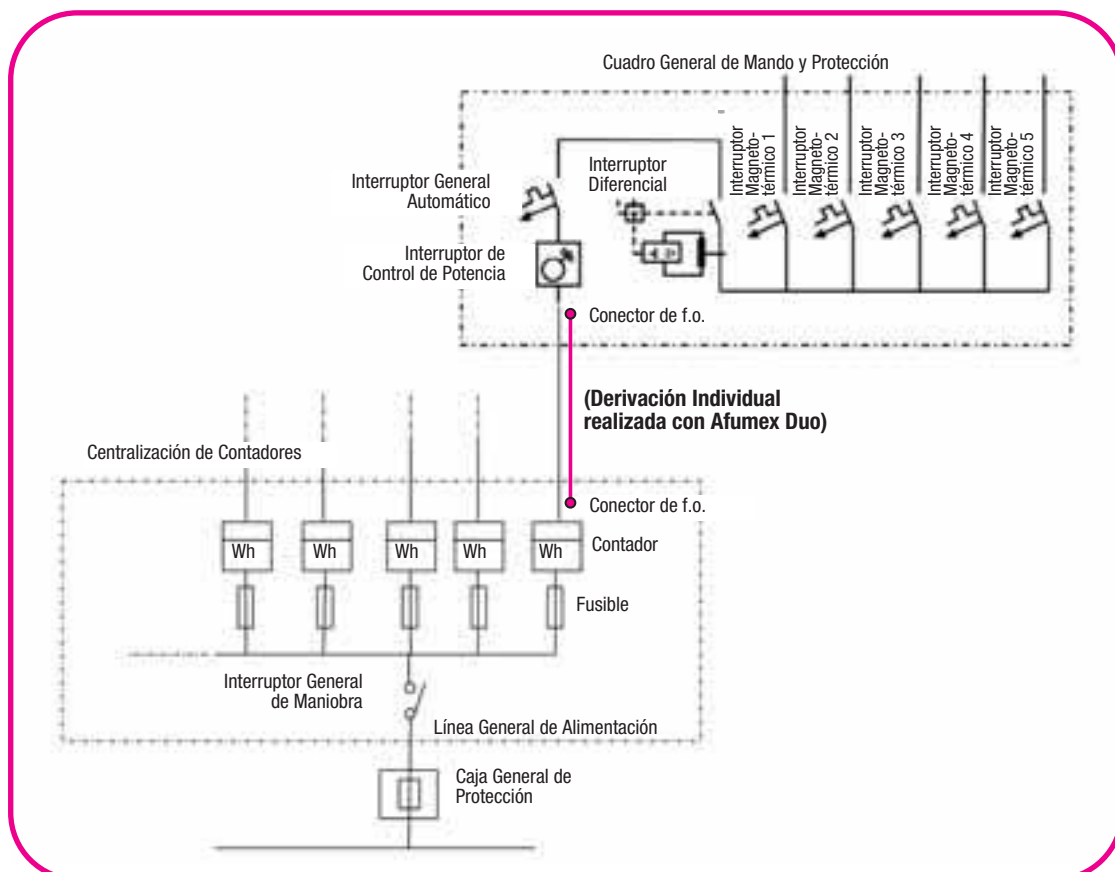 Cuadro General de Mando y Protección
Interruptor General
Automático
Interruptor
Diferencial
Interruptor
Magneto-
térmico 1
Interruptor
Magneto-
térmico 2
Interruptor
Magneto-
térmico 3
Interruptor
Magneto-
térmico 4
Interruptor
Magneto-
térmico 5
Interruptor de
Control de Potencia
Conector de f.o.
(Derivación Individual
realizada con Afumex Duo)
Centralización de Contadores
Conector de f.o.
Wh
Wh
Wh
Wh
Wh
Contador
Fusible
Interruptor General
de Maniobra
Línea General de Alimentación
Caja General de
Protección